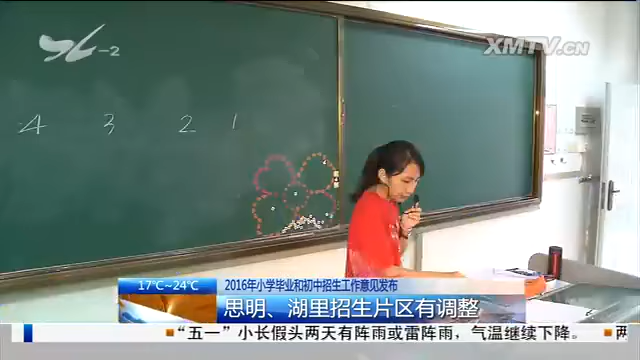 -2
XMTV.CN
4 3 2 1
17℃~24℃
2016年小学毕业和初中招生工作意见发布
思明、湖里招生片区有调整
"五一"小长假头两天有阵雨或雷阵雨，气温继续下降。
两